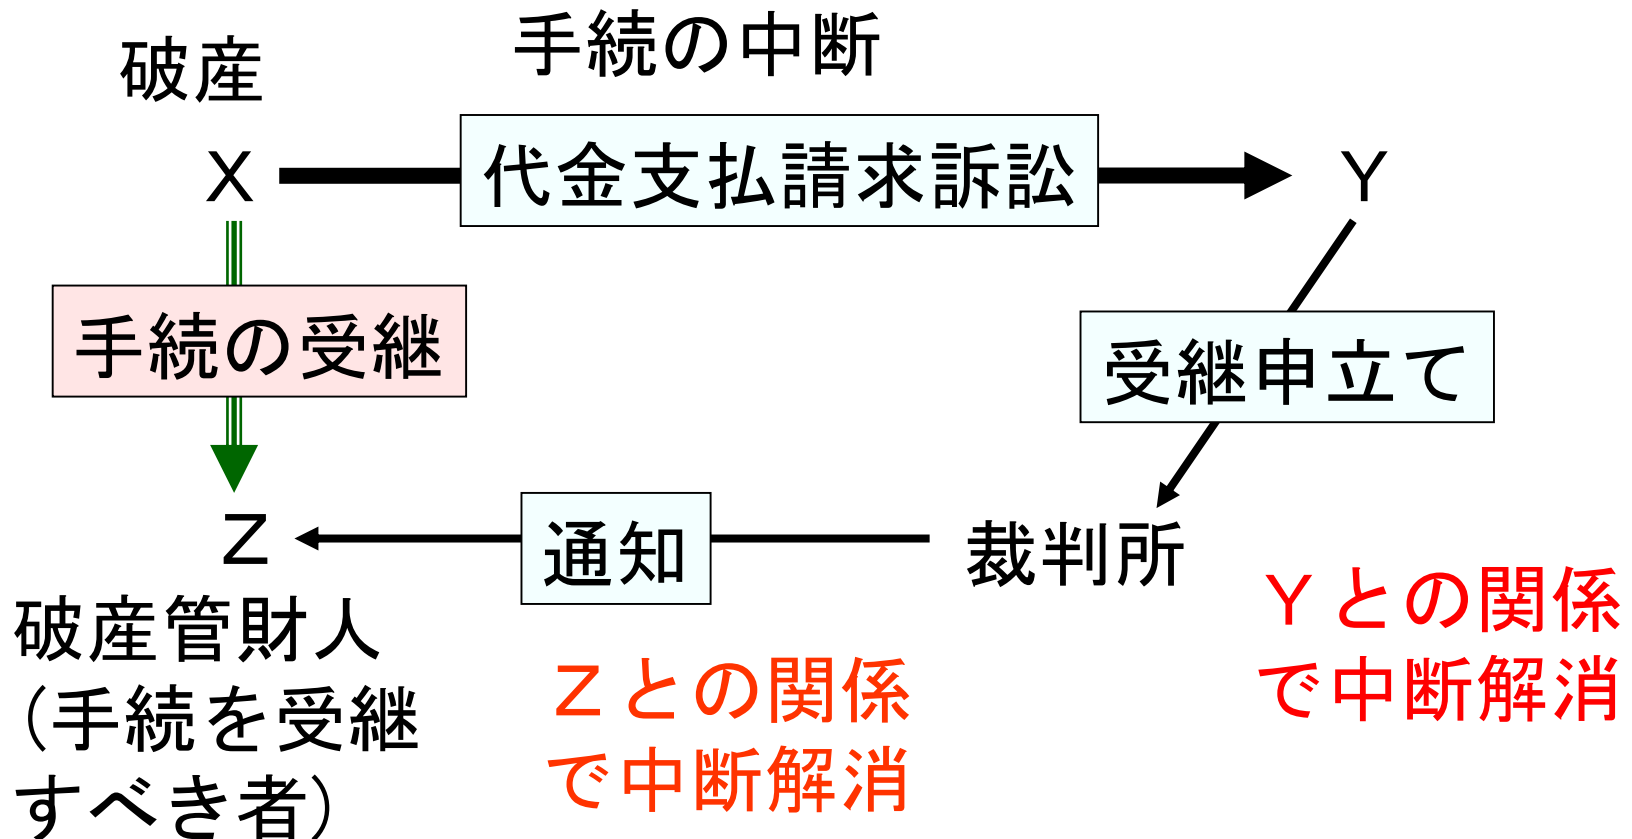 手続の中断
破産
X
代金支払請求訴訟
Y
手続の受継
受継申立て
Z
通知
裁判所
破産管財人
（手続を受継
すべき者）
Zとの関係
で中断解消
Yとの関係
で中断解消